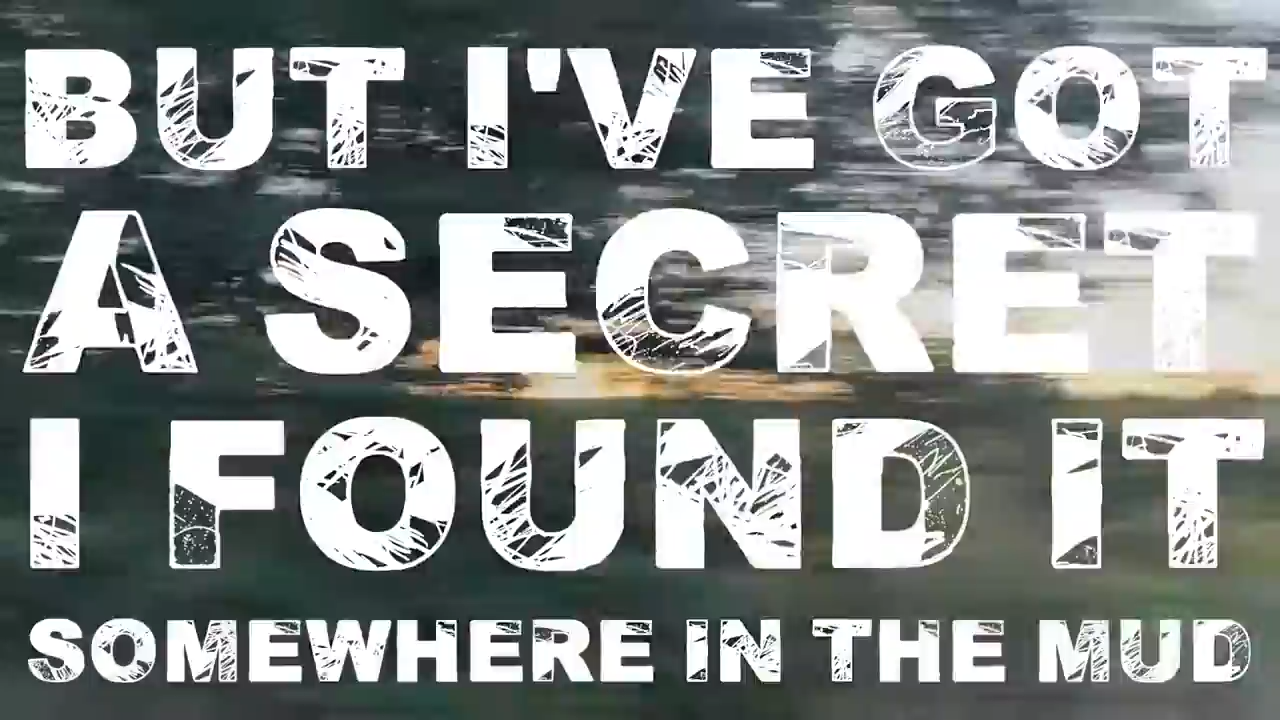 BUT I'VE GOT
A SECRET
I FOUND IT
SOMEWHERE IN THE MUD